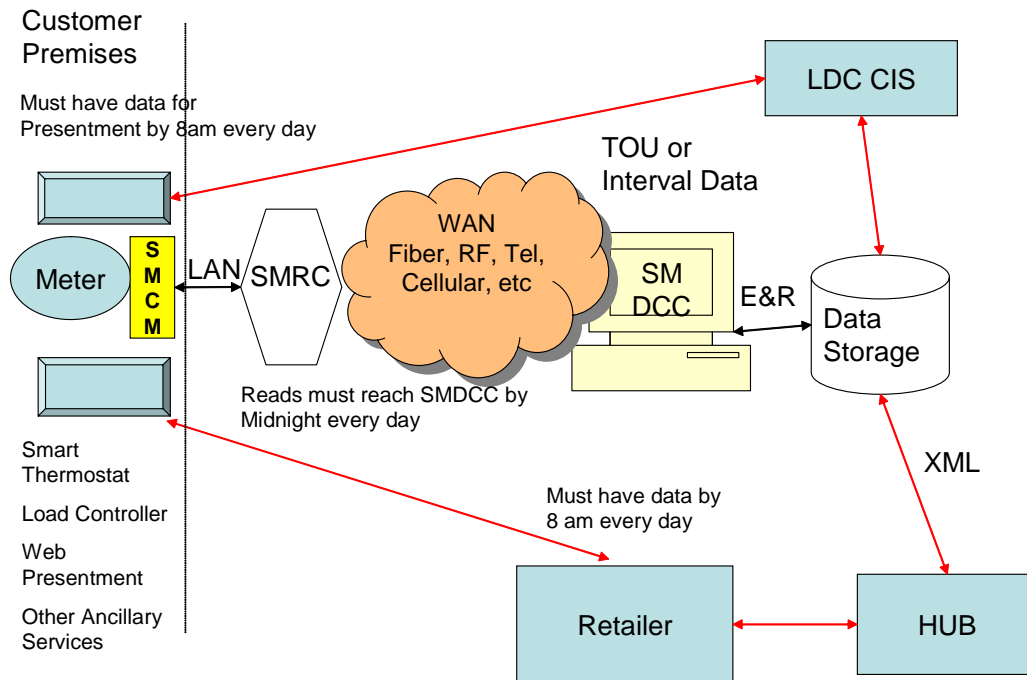 Customer
Premises
Must have data for
Presentment by 8am every day
LDC CIS
TOU or
Interval Data
WAN
Fiber, RF, Tel,
Cellular, etc
Meter
S
M
C
M
LAN
SMRC
SM
DCC
E&R
Data
Storage
Reads must reach SMDCC by
Midnight every day
Smart
Thermostat
Load Controller
Web
Presentment
Other Ancillary
Services
Must have data by
8 am every day
XML
Retailer
HUB